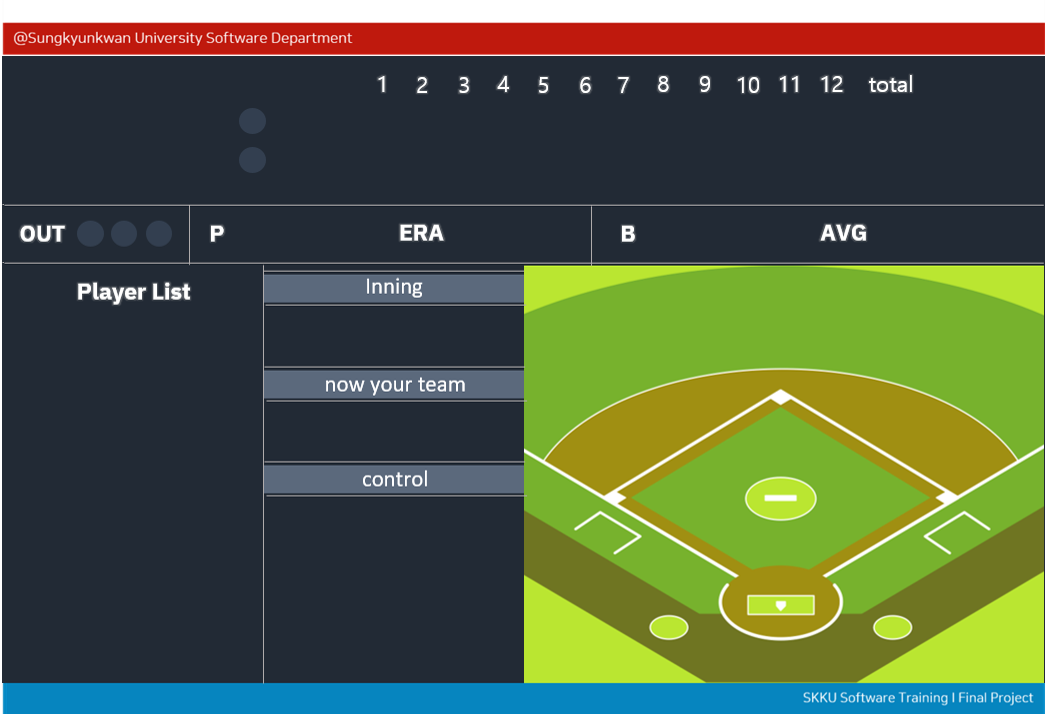 @Sungkyunkwan University Software Department
1 2 3 4 5 6 7 8 9 10 11 12 total
OUT P ERA B AVG
Player List
Inning
now your team
control
SKKU Software Training I Final Project